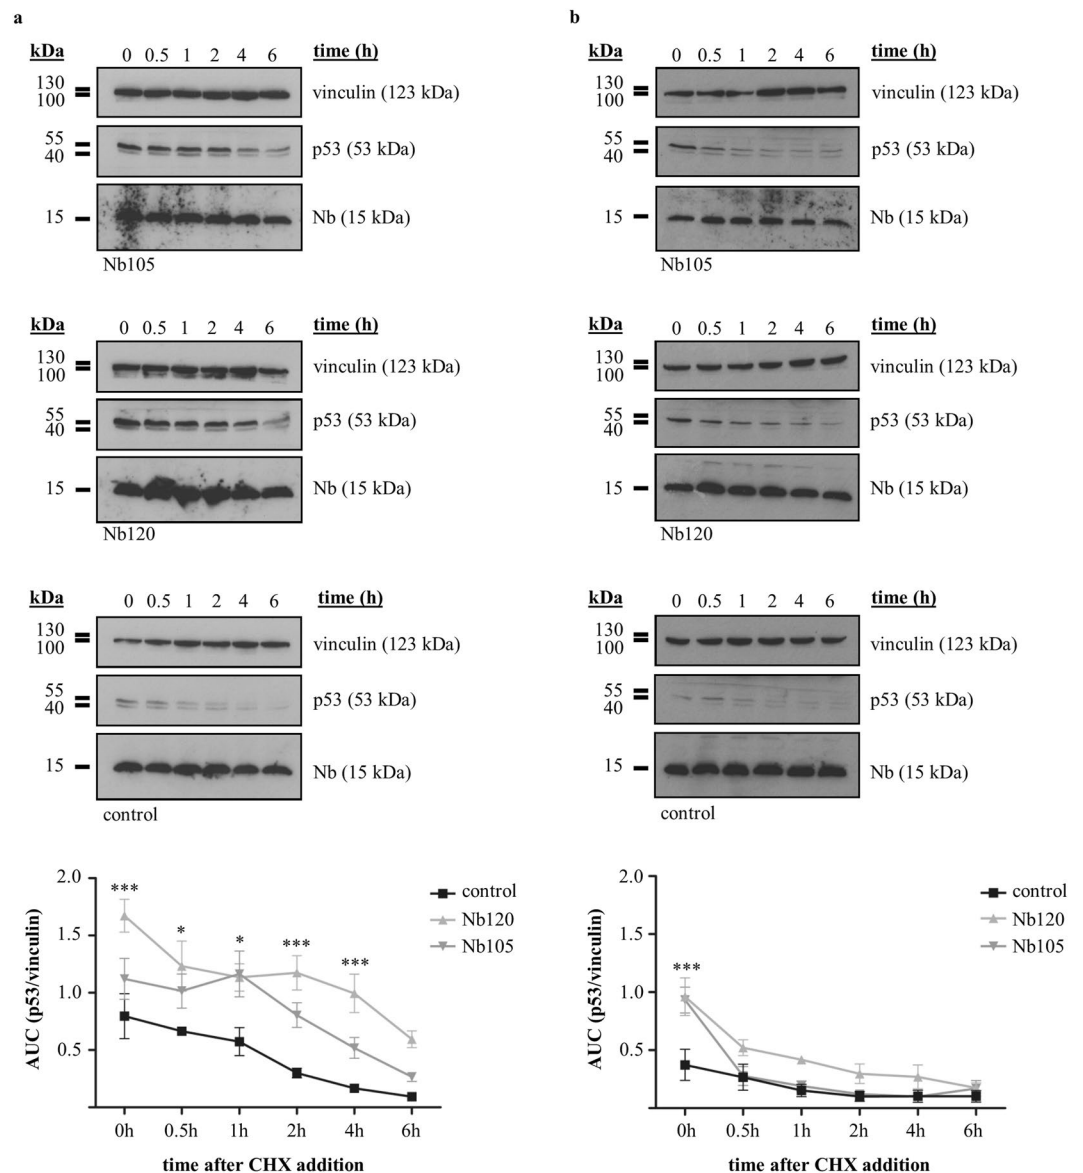 a
kDa 0 0.5 1 2 4 6 time (h)
130
100 vinculin (123 kDa)
55
40 p53 (53 kDa)
15 Nb (15 kDa)
Nb105
kDa 0 0.5 1 2 4 6 time (h)
130
100 vinculin (123 kDa)
55
40 p53 (53 kDa)
15 Nb (15 kDa)
Nb120
kDa 0 0.5 1 2 4 6 time (h)
130
100 vinculin (123 kDa)
55
40 p53 (53 kDa)
15 Nb (15 kDa)
control
AUC (p53/vinculin)
2.0
1.5
1.0
0.5
*** * * *** ***
control
Nb120
Nb105
0h 0.5h 1h 2h 4h 6h
time after CHX addition
b
kDa 0 0.5 1 2 4 6 time (h)
130
100 vinculin (123 kDa)
55
40 p53 (53 kDa)
15 Nb (15 kDa)
Nb105
kDa 0 0.5 1 2 4 6 time (h)
130
100 vinculin (123 kDa)
55
40 p53 (53 kDa)
15 Nb (15 kDa)
Nb120
kDa 0 0.5 1 2 4 6 time (h)
130
100 vinculin (123 kDa)
55
40 p53 (53 kDa)
15 Nb (15 kDa)
control
AUC (p53/vinculin)
2.0
1.5
1.0
0.5
***
control
Nb120
Nb105
0h 0.5h 1h 2h 4h 6h
time after CHX addition